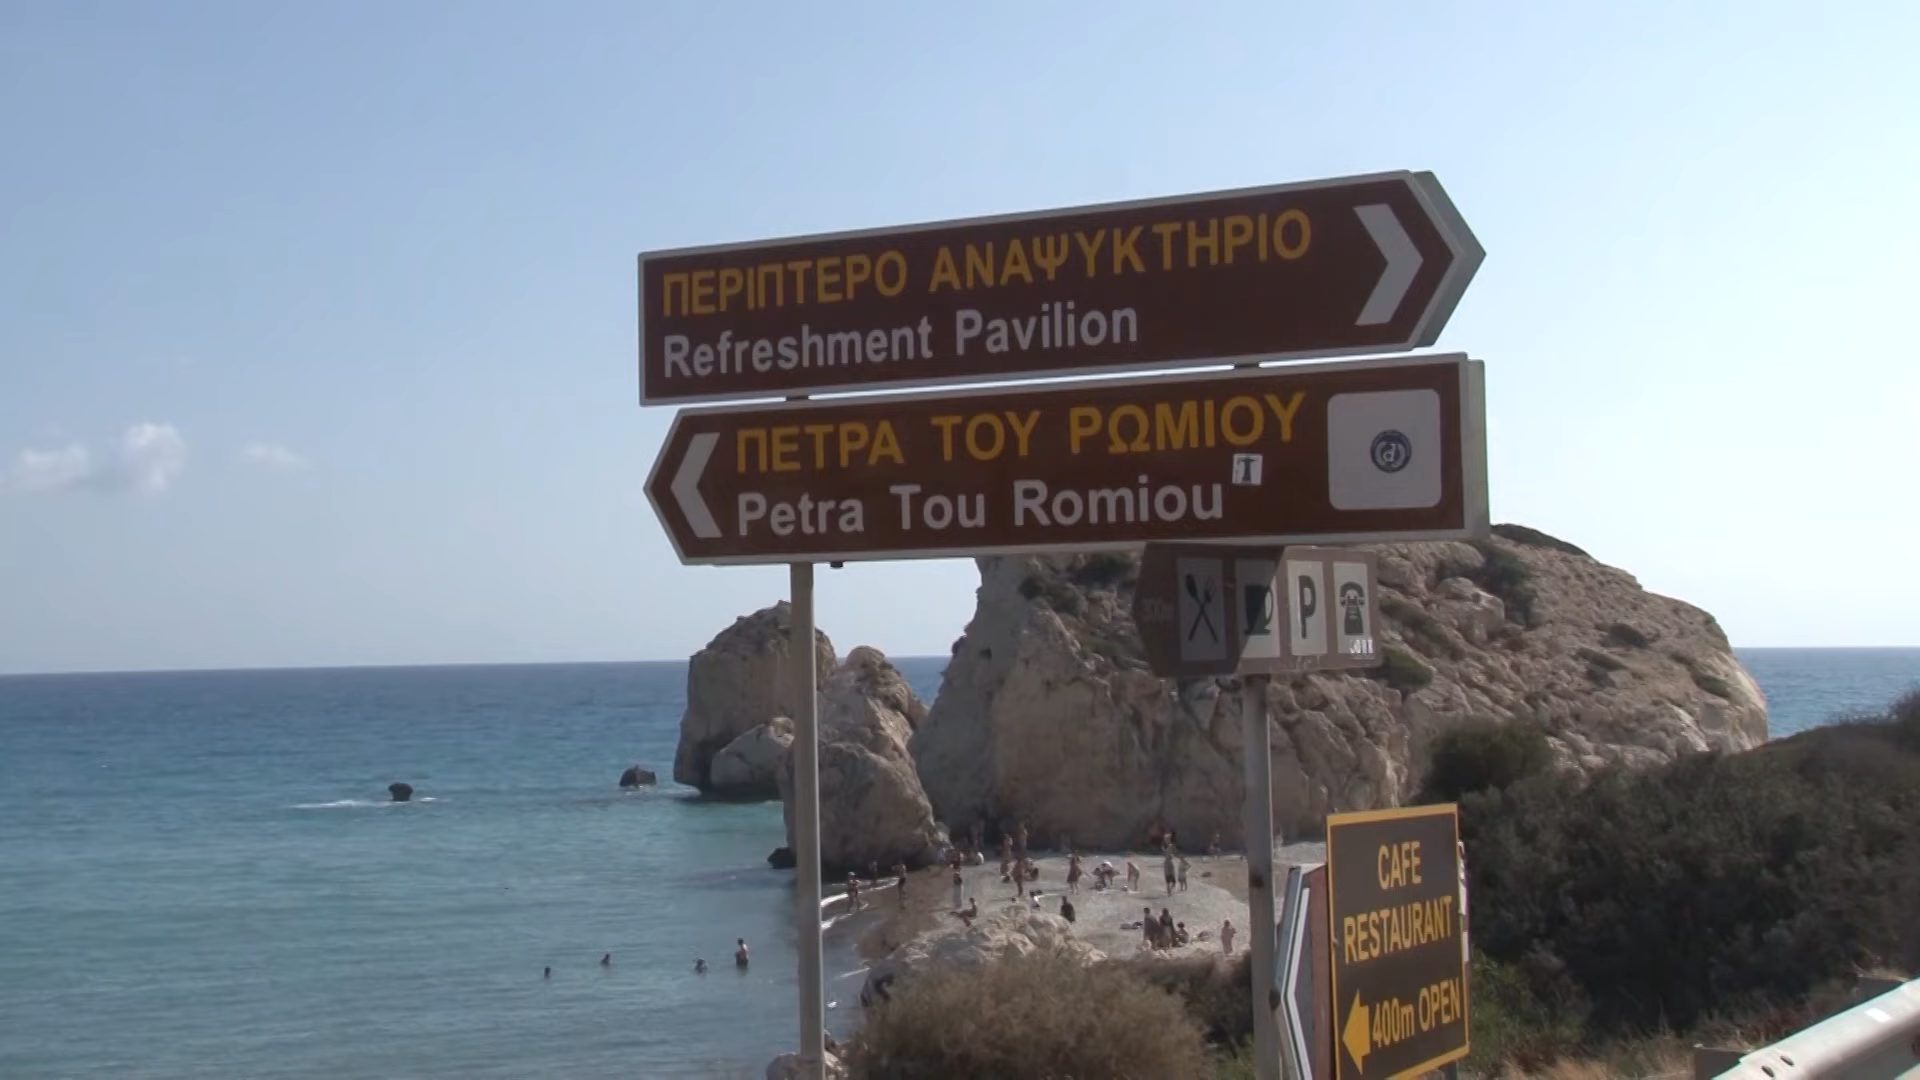 ΠΕΡΙΠΤΕΡΟ ΑΝΑΨΥΚΤΗΡΙΟ
Refreshment Pavilion
ΠΕΤΡΑ ΤΟΥ ΡΩΜΙΟΥ
Petra Tou Romiou
P
CAFE
RESTAURANT
400m OPEN